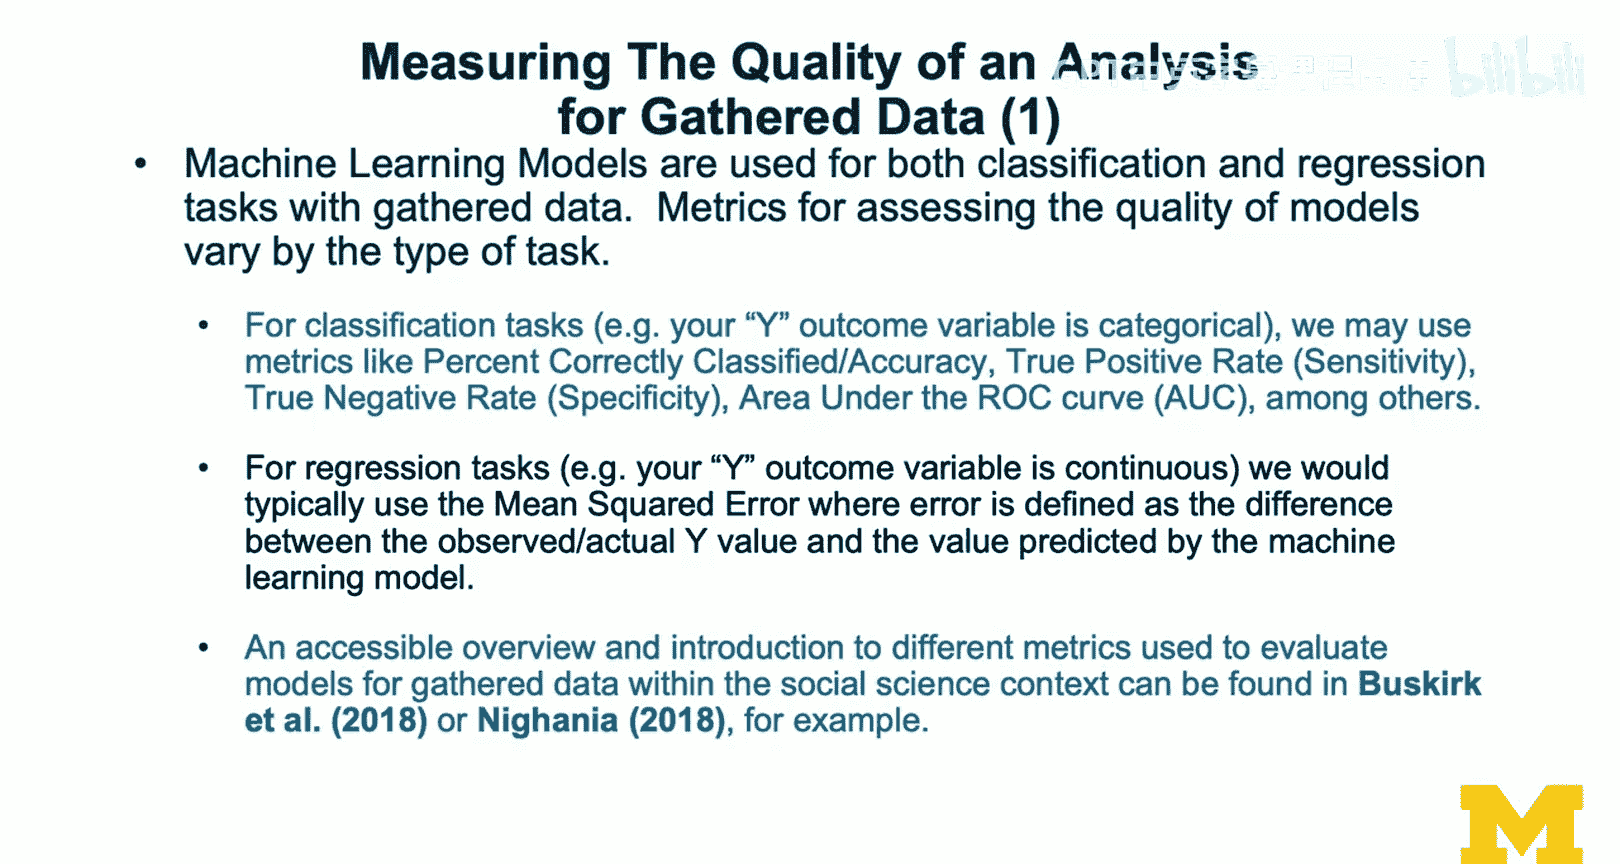 Measuring The Quality of an Analysis
for Gathered Data (1)
• Machine Learning Models are used for both classification and regression
tasks with gathered data. Metrics for assessing the quality of models
vary by the type of task.
• For classification tasks (e.g. your “Y” outcome variable is categorical), we may use
metrics like Percent Correctly Classified/Accuracy, True Positive Rate (Sensitivity),
True Negative Rate (Specificity), Area Under the ROC curve (AUC), among others.
• For regression tasks (e.g. your “Y” outcome variable is continuous) we would
typically use the Mean Squared Error where error is defined as the difference
between the observed/actual Y value and the value predicted by the machine
learning model.
• An accessible overview and introduction to different metrics used to evaluate
models for gathered data within the social science context can be found in Buskirk
et al. (2018) or Nighania (2018), for example.
bilibili
M